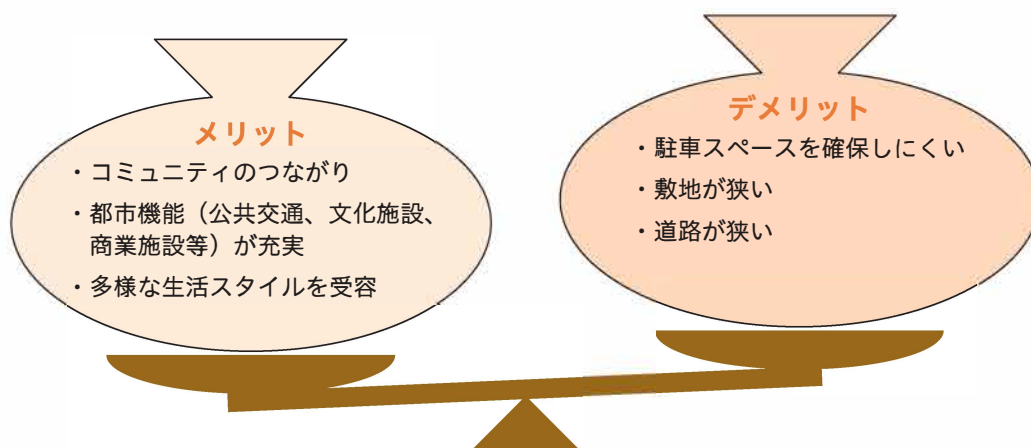 メリット
・コミュニティのつながり
・都市機能（公共交通、文化施設、
商業施設等）が充実
・多様な生活スタイルを受容
デメリット
・駐車スペースを確保しにくい
・敷地が狭い
・道路が狭い